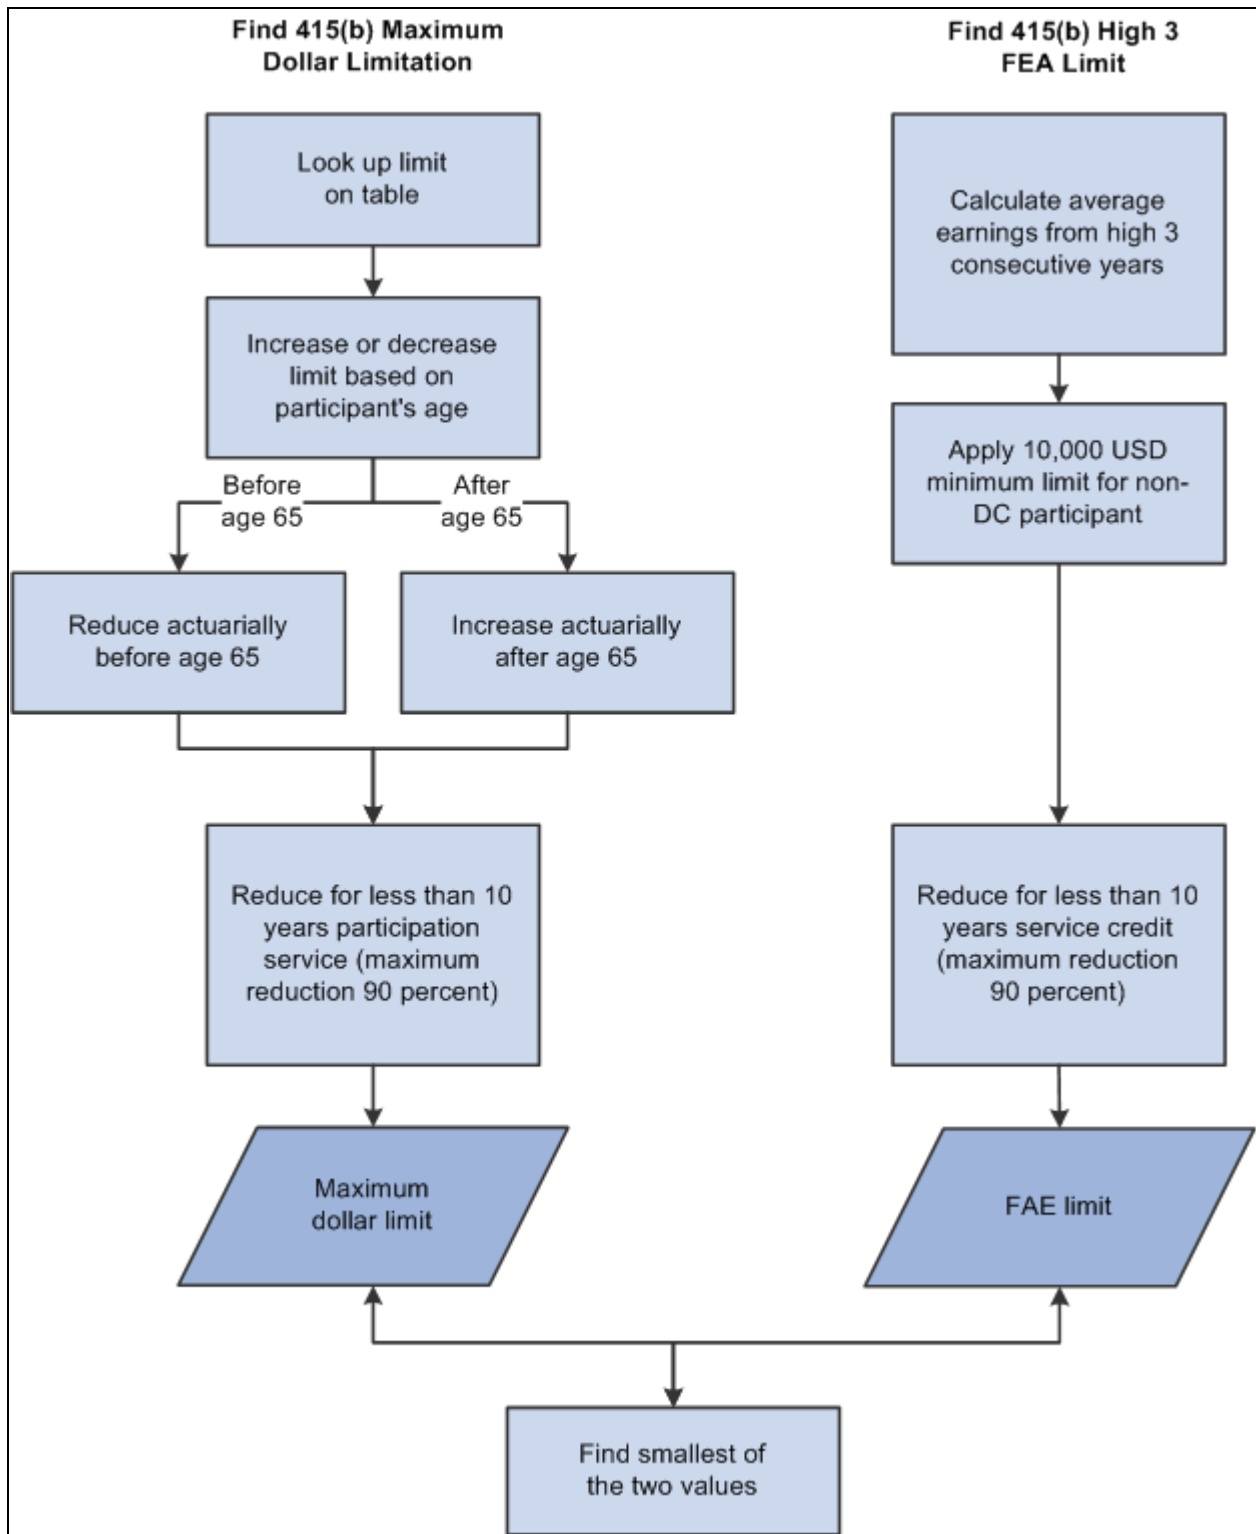 Find 415(b) Maximum
Dollar Limitation
Look up limit
on table
Increase or decrease
limit based on
participant's age
Before
age 65
After
age 65
Reduce actuarially
before age 65
Increase actuarially
after age 65
Reduce for less than 10
years participation
service (maximum
reduction 90 percent)
Maximum
dollar limit
Find 415(b) High 3
FEA Limit
Calculate average
earnings from high 3
consecutive years
Apply 10,000 USD
minimum limit for non-
DC participant
Reduce for less than 10
years service credit
(maximum reduction
90 percent)
FAE limit
Find smallest of
the two values